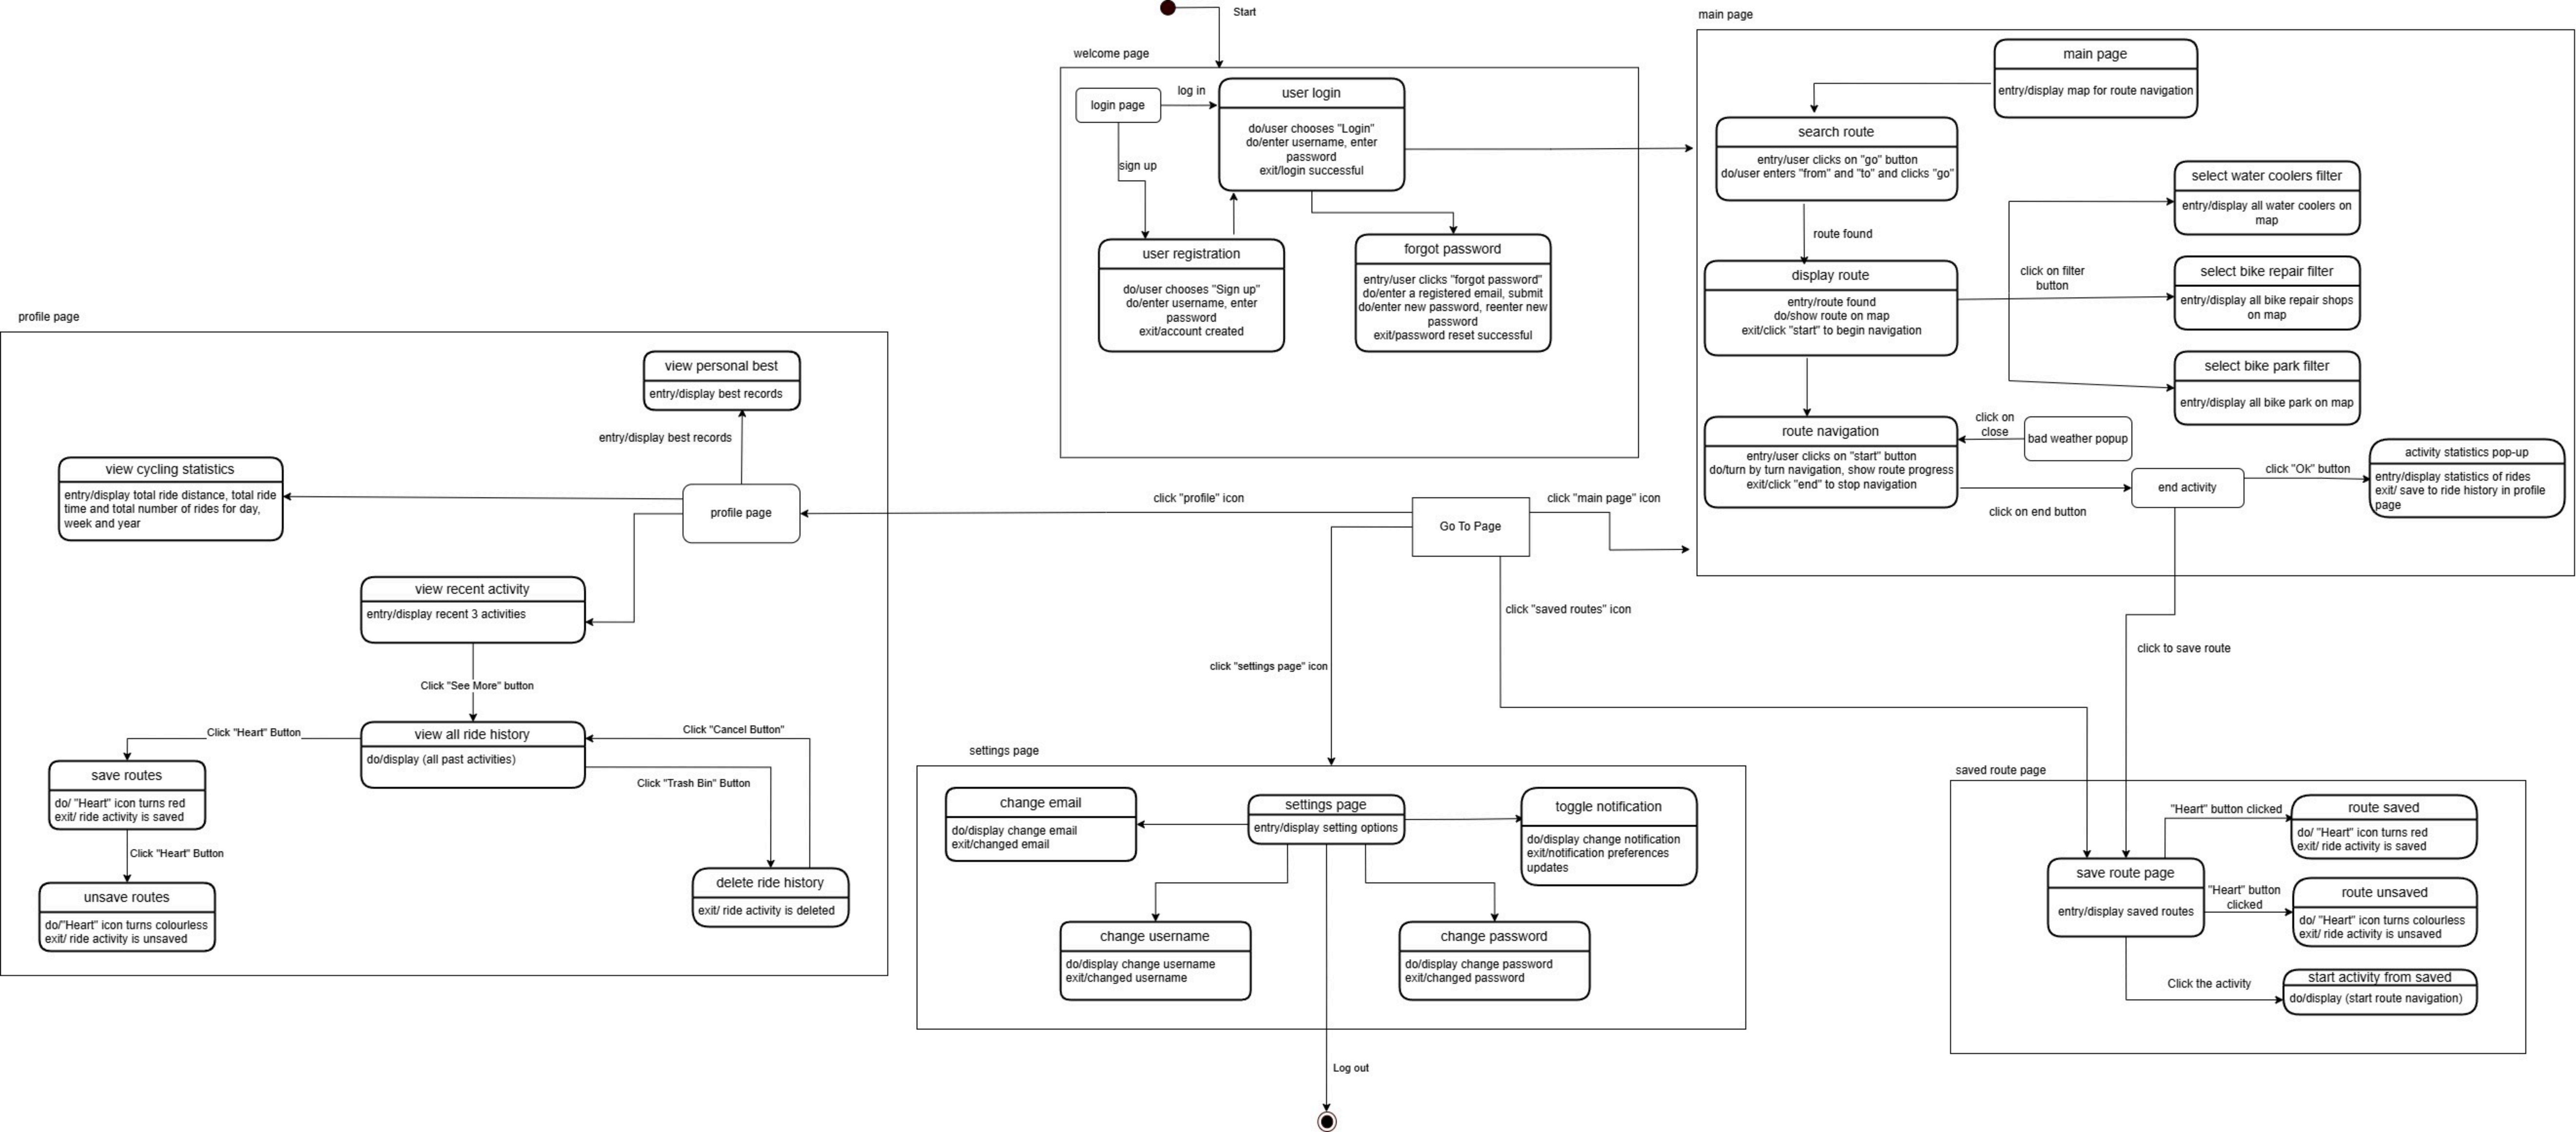 Start
welcome page
login page
log in
sign up
user login
do/user chooses "Login"
do/enter username, enter
password
exit/login successful
user registration
do/user chooses "Sign up"
do/enter username, enter
password
exit/account created
forgot password
entry/user clicks "forgot password"
do/enter a registered email, submit
do/enter new password, reenter new
password
exit/password reset successful
main page
main page
entry/display map for route navigation
search route
entry/user clicks on "go" button
do/user enters "from" and "to" and clicks "go"
route found
display route
entry/route found
do/show route on map
exit/click "start" to begin navigation
click on filter
button
select water coolers filter
entry/display all water coolers on
map
select bike repair filter
entry/display all bike repair shops
on map
select bike park filter
entry/display all bike park on map
route navigation
entry/user clicks on "start" button
do/turn by turn navigation, show route progress
exit/click "end" to stop navigation
click on
close
bad weather popup
click on end button
end activity
click "Ok" button
activity statistics pop-up
entry/display statistics of rides
exit/ save to ride history in profile
page
profile page
view personal best
entry/display best records
entry/display best records
view cycling statistics
entry/display total ride distance, total ride
time and total number of rides for day,
week and year
profile page
view recent activity
entry/display recent 3 activities
Click "See More" button
view all ride history
do/display (all past activities)
Click "Heart" Button
save routes
do/ "Heart" icon turns red
exit/ ride activity is saved
Click "Heart" Button
unsave routes
do/"Heart" icon turns colourless
exit/ ride activity is unsaved
Click "Cancel Button"
Click "Trash Bin" Button
delete ride history
exit/ ride activity is deleted
click "profile" icon
Go To Page
click "main page" icon
click "saved routes" icon
click "settings page" icon
click to save route
settings page
change email
do/display change email
exit/changed email
settings page
entry/display setting options
toggle notification
do/display change notification
exit/notification preferences
updates
change username
do/display change username
exit/changed username
change password
do/display change password
exit/changed password
Log out
saved route page
save route page
entry/display saved routes
"Heart" button clicked
route saved
do/ "Heart" icon turns red
exit/ ride activity is saved
"Heart" button
clicked
route unsaved
do/ "Heart" icon turns colourless
exit/ ride activity is unsaved
Click the activity
start activity from saved
do/display (start route navigation)